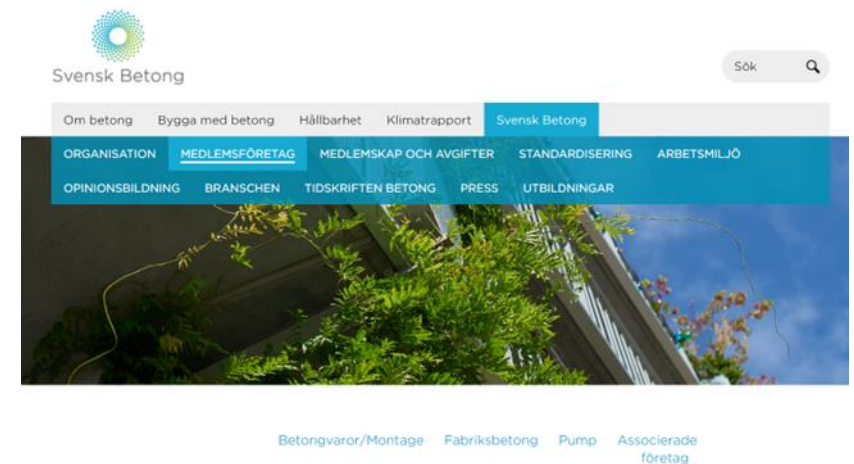 Svensk Betong
Sök
Om betong Bygga med betong Hållbarhet Klimatrapport Svensk Betong
ORGANISATION MEDLEMSFÖRETAG MEDLEMSKAP OCH AVGIFTER STANDARDISERING ARBETSMILJÖ
OPINIONSBILDNING BRANSCHEN TIDSKRIFTEN BETONG PRESS UTBILDNINGAR
Betongvaror/Montage Fabriksbetong Pump Associerade
företag